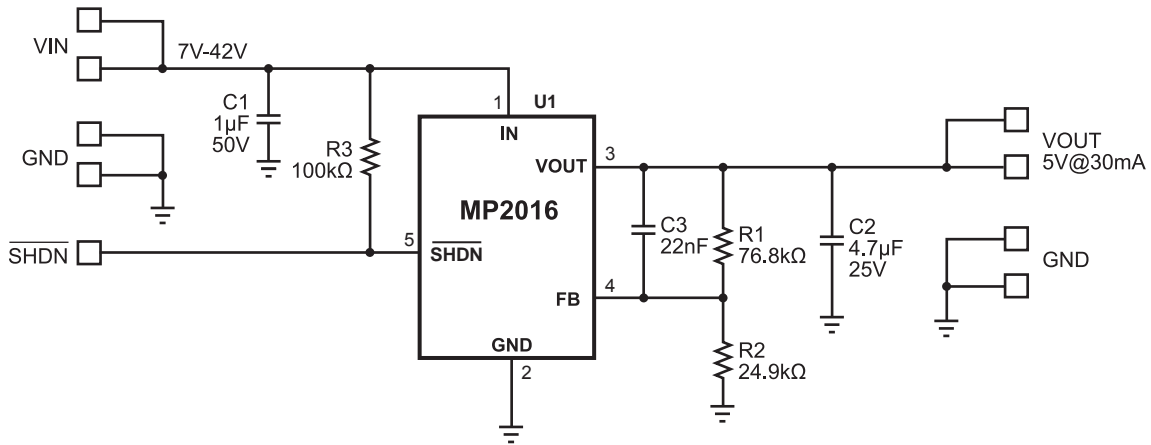 VIN
7V-42V
C1
1µF
50V
R3
100kΩ
GND
SHDN
1
U1
IN
VOUT
3
MP2016
5
SHDN
FB
4
GND
2
C3
22nF
R1
76.8kΩ
C2
4.7µF
25V
R2
24.9kΩ
VOUT
5V@30mA
GND